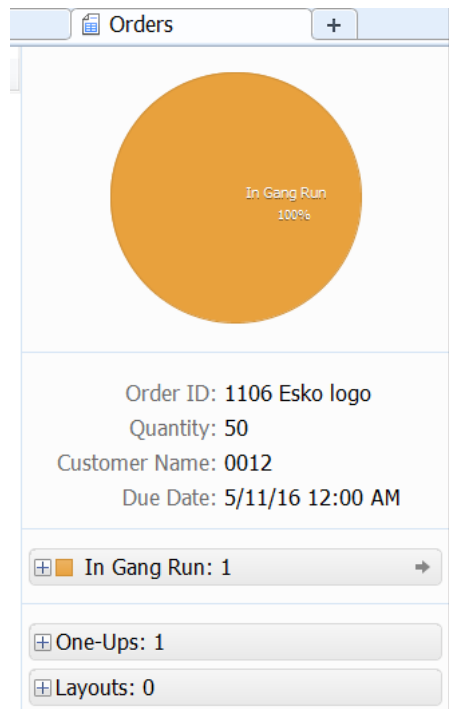 Orders
+
In Gang Run
100%
Order ID: 1106 Esko logo
Quantity: 50
Customer Name: 0012
Due Date: 5/11/16 12:00 AM
In Gang Run: 1
One-Ups: 1
Layouts: 0